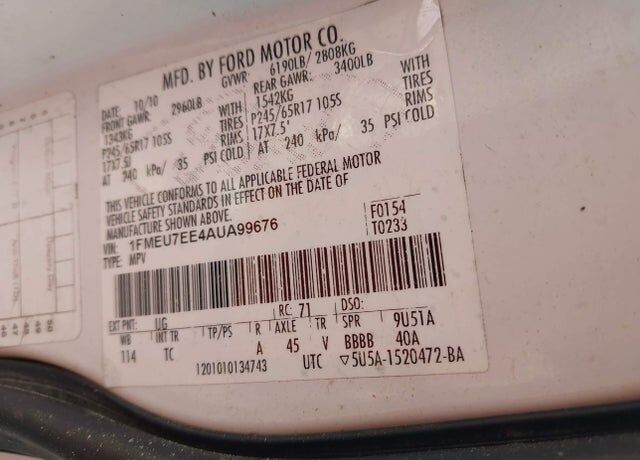 MFD. BY FORD MOTOR CO.
DATE: 10/10 GVWR: 6190LB/ 2808KG
FRONT GAWR: 2960LB REAR GAWR: 3400LB
1343KG WITH 1542KG WITH
P245/65R17 105S TIRES P245/65R17 105S TIRES
17X7.5J RIMS 17X7.5" RIMS
AT 240 kPa/ 35 PSI COLD AT 240 kPa/ 35 PSI COLD
THIS VEHICLE CONFORMS TO ALL APPLICABLE FEDERAL MOTOR
VEHICLE SAFETY STANDARDS IN EFFECT ON THE DATE OF
MANUFACTURE SHOWN ABOVE.
VIN: 1FMEU7EE4AUA99676 F0154
TYPE: MPV T0233
EXT PNT: UG RC: 71 DSO:
WB INT TR TP/PS R AXLE TR SPR 9U51A
114 TC A 45 V BBBB 40A
1201010134743 UTC ▽5U5A-1520472-BA